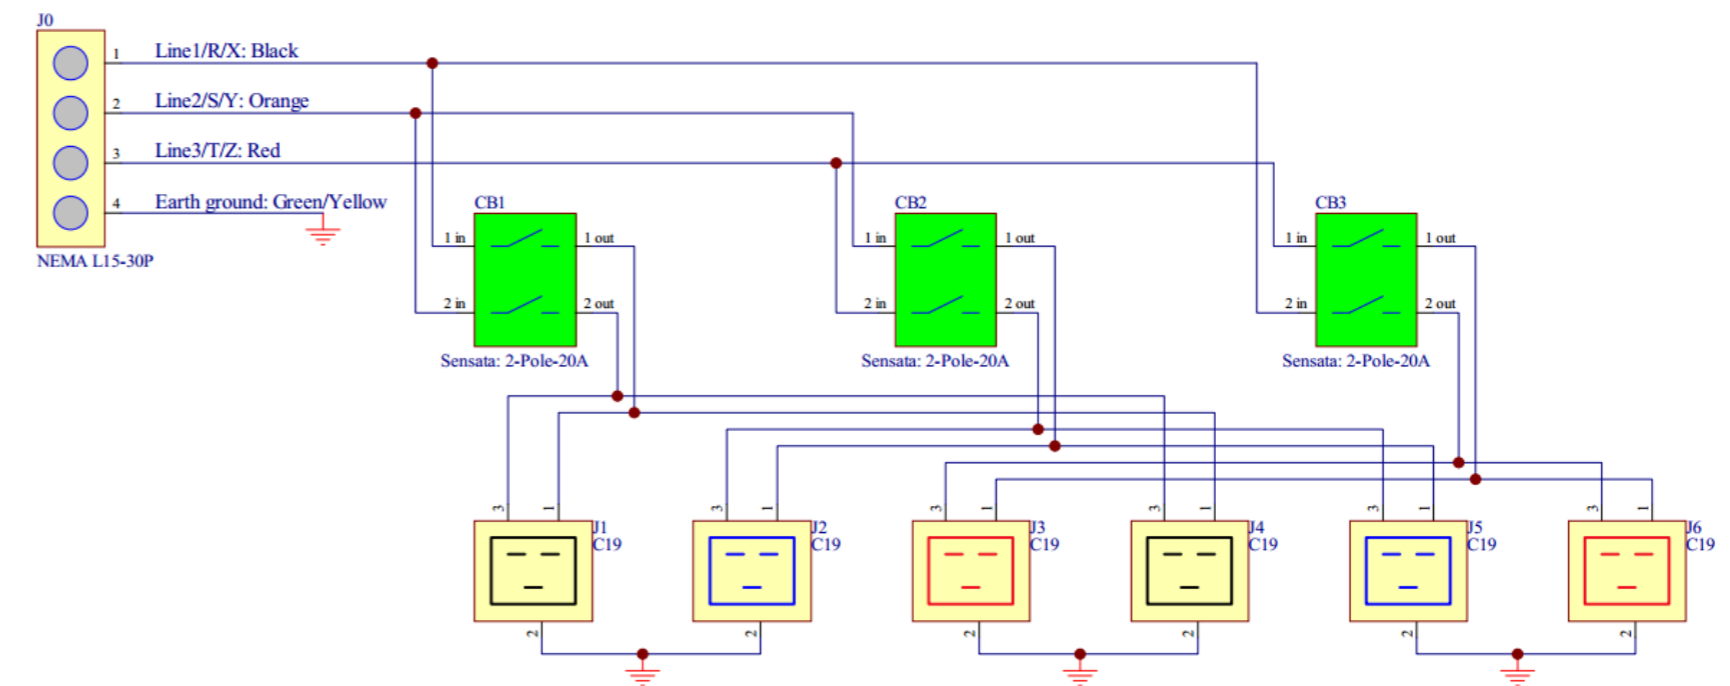 J0
1
Line1/R/X: Black
2
Line2/S/Y: Orange
3
Line3/T/Z: Red
4
Earth ground: Green/Yellow
NEMA L15-30P
CB1
1 in
1 out
2 in
2 out
Sensata: 2-Pole-20A
CB2
1 in
1 out
2 in
2 out
Sensata: 2-Pole-20A
CB3
1 in
1 out
2 in
2 out
Sensata: 2-Pole-20A
3
1
J1
C19
2
3
1
J2
C19
2
3
1
J3
C19
2
3
1
J4
C19
2
3
1
J5
C19
2
3
1
J6
C19
2